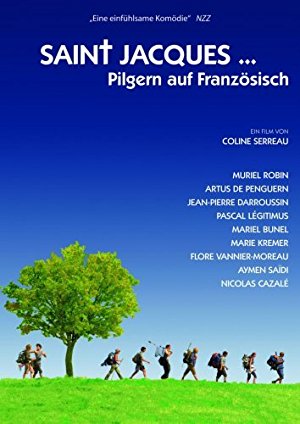 „Eine einfühlsame Komödie" NZZ
SAINT JACQUES ...
Pilgern auf Französisch
EIN FILM VON
COLINE SERREAU
MURIEL ROBIN
ARTUS DE PENGUERN
JEAN-PIERRE DARROUSSIN
PASCAL LÉGITIMUS
MARIEL BUNEL
MARIE KREMER
FLORE VANNIER-MOREAU
AYMEN SAÏDI
NICOLAS CAZALÉ